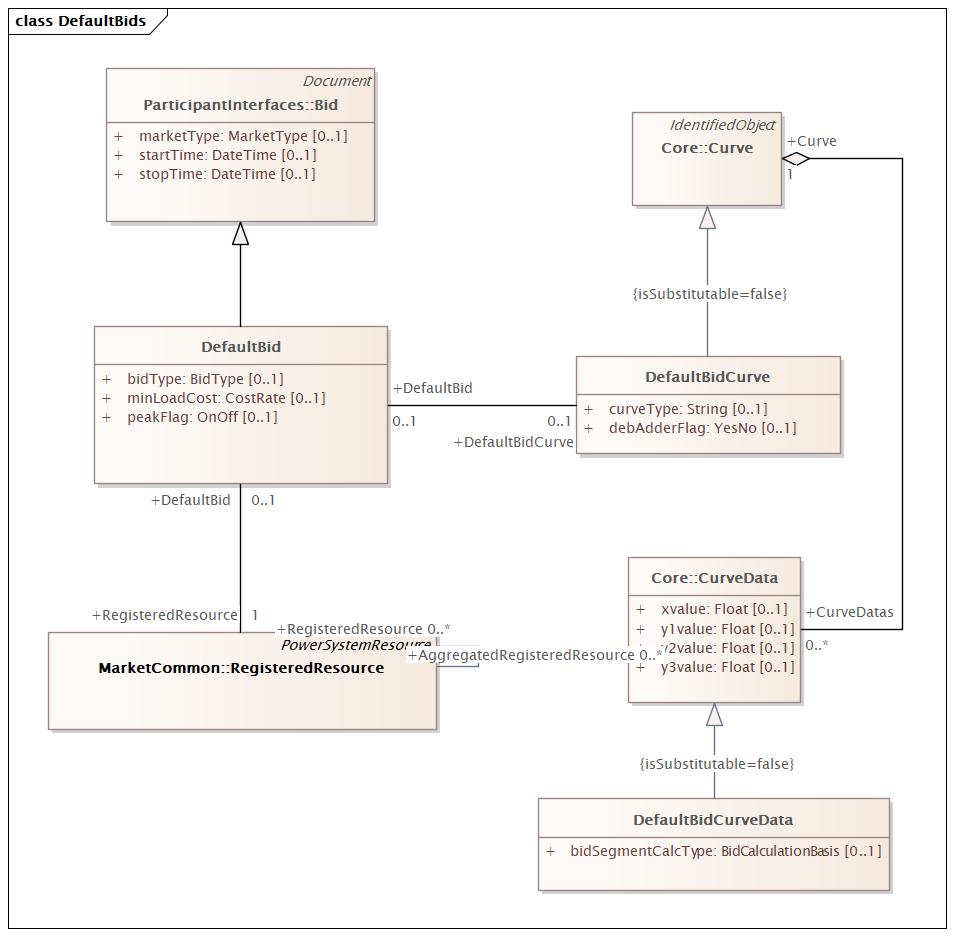 class DefaultBids
Document
ParticipantInterfaces::Bid
+ marketType: MarketType [0..1]
+ startTime: DateTime [0..1]
+ stopTime: DateTime [0..1]
IdentifiedObject
Core::Curve
+Curve
1
{isSubstitutable=false}
DefaultBid
+ bidType: BidType [0..1]
+ minLoadCost: CostRate [0..1]
+ peakFlag: OnOff [0..1]
+DefaultBid
0..1
0..1
+DefaultBidCurve
DefaultBidCurve
+ curveType: String [0..1]
+ debAdderFlag: YesNo [0..1]
+DefaultBid 0..1
+RegisteredResource 1
+RegisteredResource 0..*
PowerSystemResource
+AggregatedRegisteredResource 0..*
MarketCommon::RegisteredResource
Core::CurveData
+ xvalue: Float [0..1]
+ y1value: Float [0..1]
+ y2value: Float [0..1]
+ y3value: Float [0..1]
+CurveDatas
0..*
{isSubstitutable=false}
DefaultBidCurveData
+ bidSegmentCalcType: BidCalculationBasis [0..1]